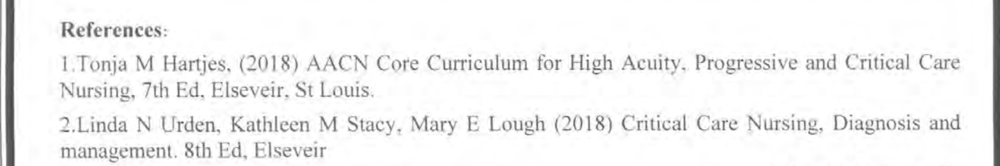 References:
1.Tonja M Hartjes, (2018) AACN Core Curriculum for High Acuity, Progressive and Critical Care
Nursing, 7th Ed, Elseveir, St Louis.
2.Linda N Urden, Kathleen M Stacy, Mary E Lough (2018) Critical Care Nursing, Diagnosis and
management. 8th Ed, Elseveir